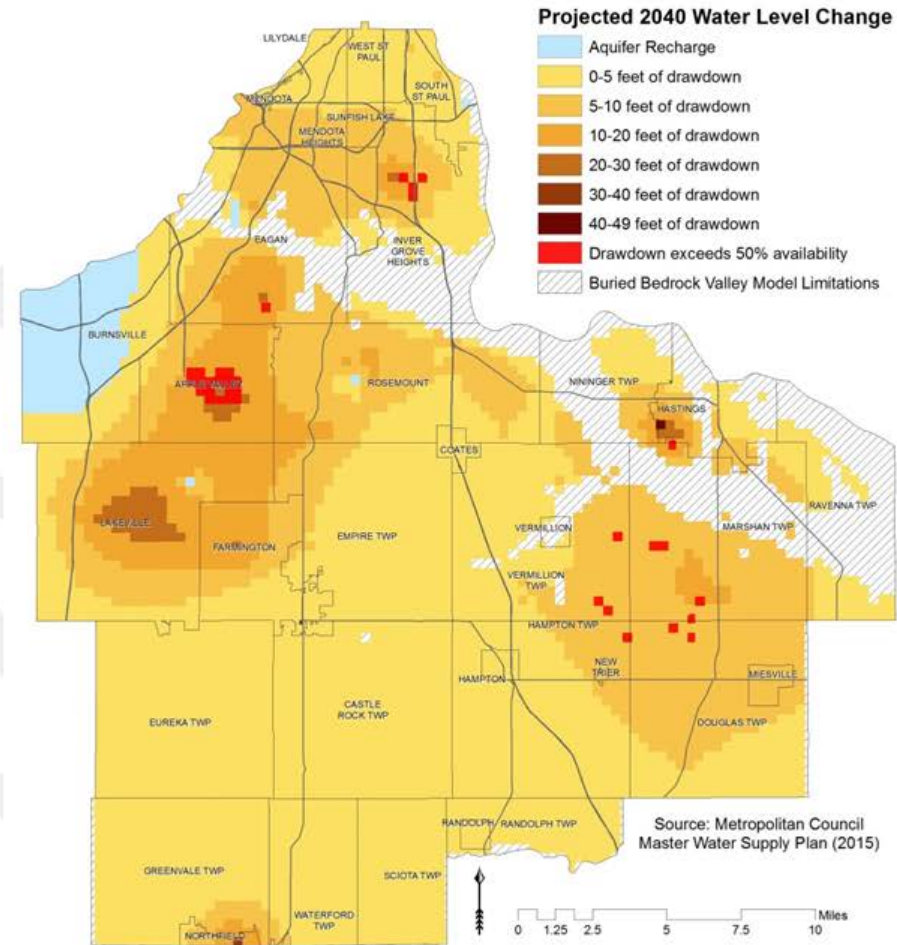 Projected 2040 Water Level Change
Aquifer Recharge
0-5 feet of drawdown
5-10 feet of drawdown
10-20 feet of drawdown
20-30 feet of drawdown
30-40 feet of drawdown
40-49 feet of drawdown
Drawdown exceeds 50% availability
Buried Bedrock Valley Model Limitations
LILYDALE
WEST ST
PAUL
SOUTH
ST PAUL
MENDOTA
SUNFISH LAKE
MENDOTA
HEIGHTS
EAGAN
INVER
GROVE
HEIGHTS
BURNSVILLE
APPLE VALLEY
ROSEMOUNT
NININGER TWP
HASTINGS
COATES
RAVENNA TWP
LAKEVILLE
FARMINGTON
EMPIRE TWP
VERMILLION
MARSHAN TWP
VERMILLION
TWP
HAMPTON TWP
NEW
TRIER
HAMPTON
MIESVILLE
EUREKA TWP
CASTLE
ROCK TWP
DOUGLAS TWP
RANDOLPH
RANDOLPH TWP
Source: Metropolitan Council
Master Water Supply Plan (2015)
GREENVALE TWP
SCIOTA TWP
WATERFORD
TWP
NORTHFIELD
Miles
0 1.25 2.5 5 7.5 10